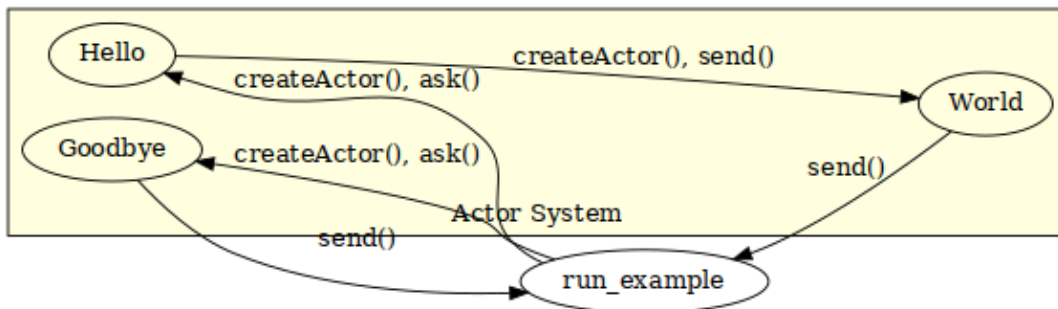 Hello
createActor(), send()
createActor(), ask()
World
Goodbye
createActor(), ask()
send()
Actor System
send()
run_example